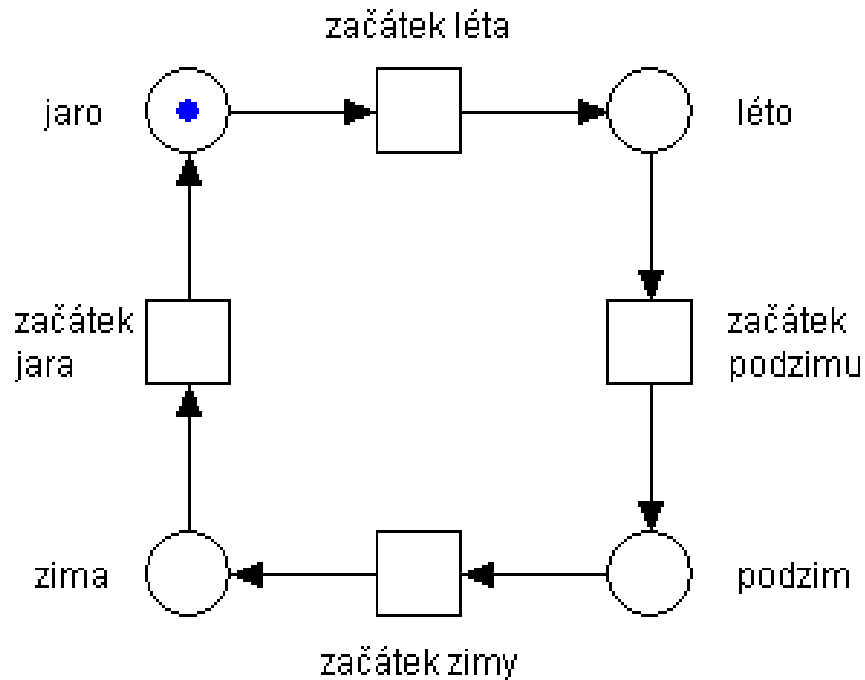 začátek léta
jaro
léto
začátek
jara
začátek
podzimu
zima
podzim
začátek zimy